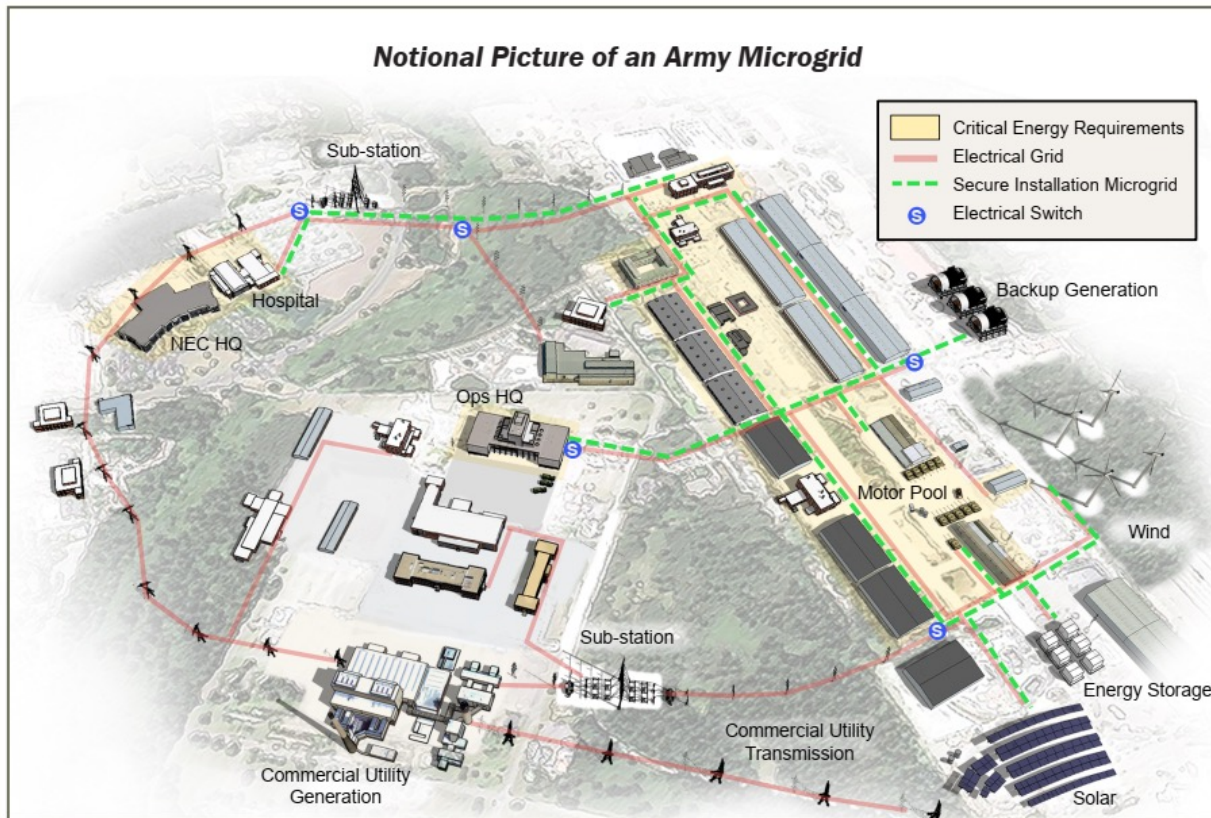 Notional Picture of an Army Microgrid
Critical Energy Requirements
Electrical Grid
Secure Installation Microgrid
S
Electrical Switch
Sub-station
S
S
Hospital
NEC HQ
Backup Generation
S
Ops HQ
S
Motor Pool
Wind
S
Sub-station
Energy Storage
Commercial Utility
Transmission
Commercial Utility
Generation
Solar